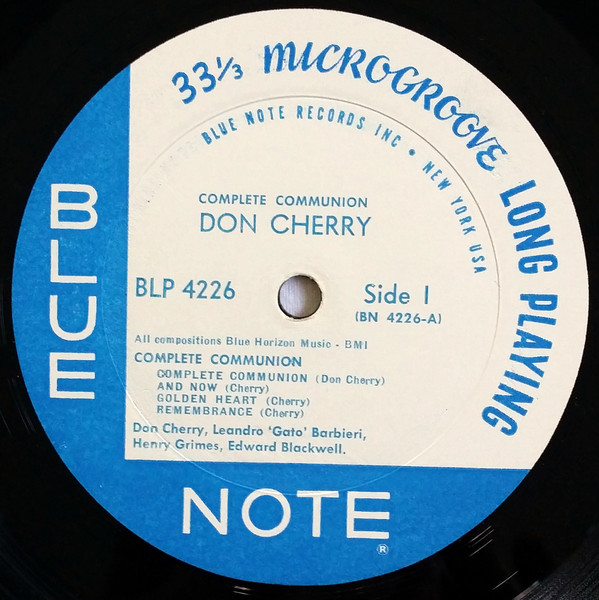 33⅓ MICROGROOVE LONG PLAYING
BLUE NOTE RECORDS INC • NEW YORK USA
COMPLETE COMMUNION
DON CHERRY
BLP 4226
Side 1
(BN 4226-A)
All compositions Blue Horizon Music - BMI
COMPLETE COMMUNION
COMPLETE COMMUNION (Don Cherry)
AND NOW (Cherry)
GOLDEN HEART (Cherry)
REMEMBRANCE (Cherry)
Don Cherry, Leandro 'Gato' Barbieri,
Henry Grimes, Edward Blackwell.
BLUE
NOTE
®